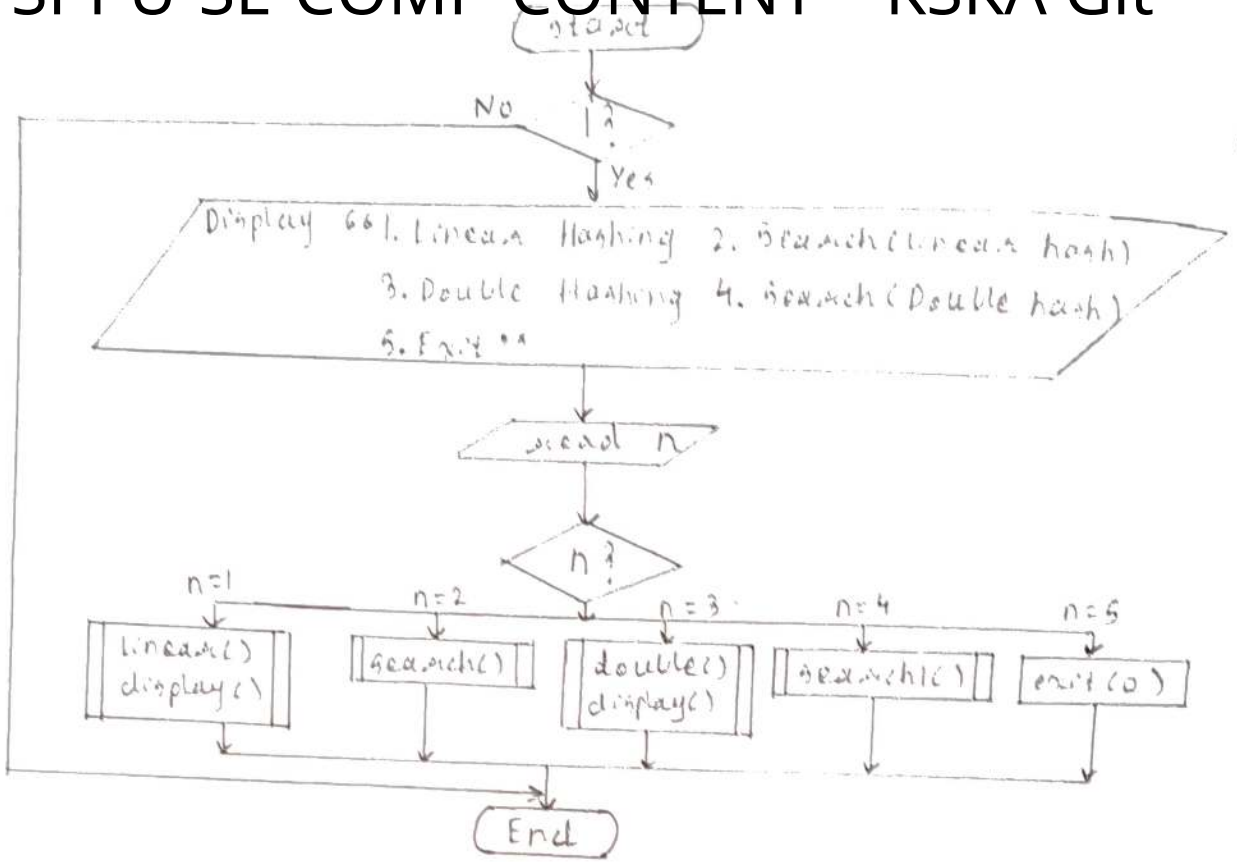 SPPU-SE-COMP-CONTENT - KSKA Git
Start
No
1?
Yes
Display "1. Linear Hashing 2. Search (linear hash)
3. Double Hashing 4. Search (Double hash)
5. Exit "
read n
n?
n=1
n=2
n=3
n=4
n=5
linear()
display()
search()
double()
display()
search1()
exit(0)
End